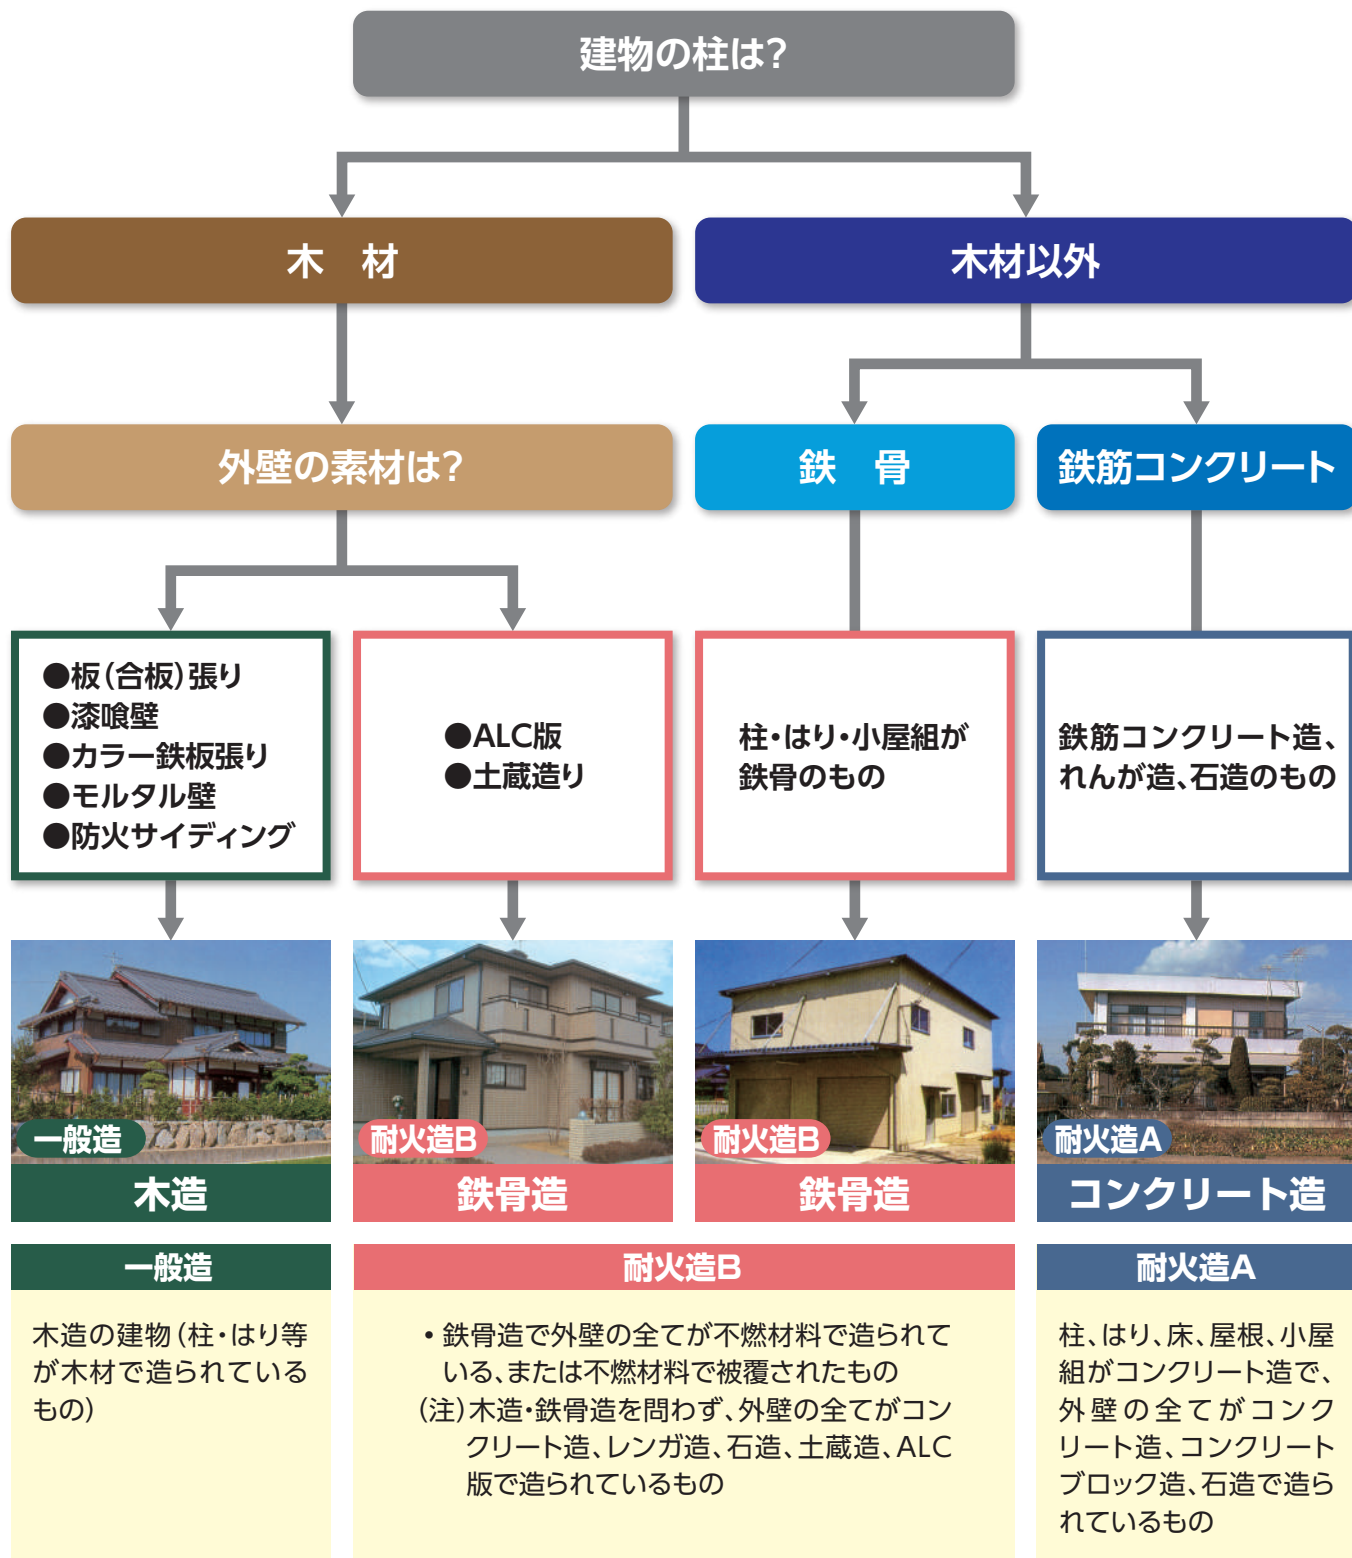 建物の柱は？
木　材
木材以外
外壁の素材は？
鉄　骨
鉄筋コンクリート
●板（合板）張り
●漆喰壁
●カラー鉄板張り
●モルタル壁
●防火サイディング
●ALC版
●土蔵造り
柱・はり・小屋組が
鉄骨のもの
鉄筋コンクリート造、
れんが造、石造のもの
一般造
木造
耐火造B
鉄骨造
耐火造B
鉄骨造
耐火造A
コンクリート造
一般造
木造の建物（柱・はり等
が木材で造られている
もの）
耐火造B
・鉄骨造で外壁の全てが不燃材料で造られて
いる、または不燃材料で被覆されたもの
（注）木造・鉄骨造を問わず、外壁の全てがコン
クリート造、レンガ造、石造、土蔵造、ALC
版で造られているもの
耐火造A
柱、はり、床、屋根、小屋
組がコンクリート造で、
外壁の全てがコンク
リート造、コンクリート
ブロック造、石造で造ら
れているもの